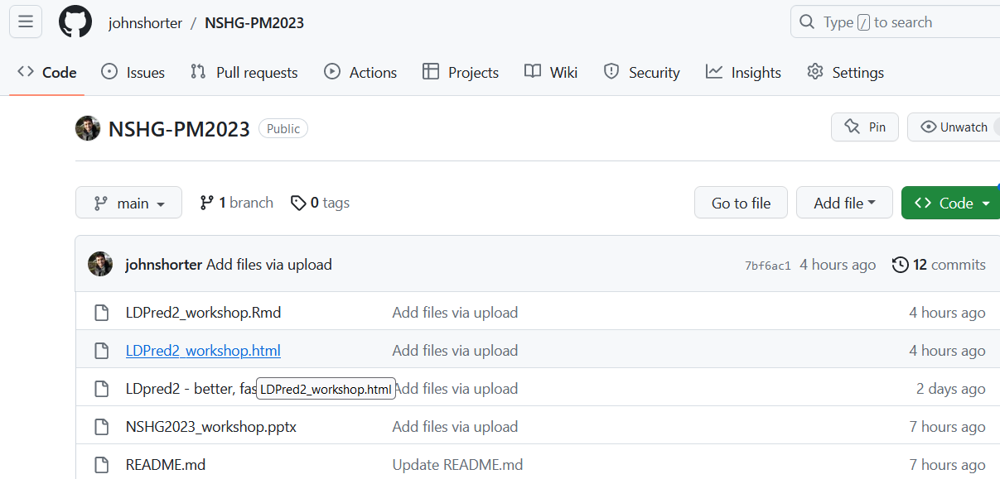 johnshorter / NSHG-PM2023
Type / to search
Code Issues Pull requests Actions Projects Wiki Security Insights Settings
NSHG-PM2023 Public
Pin Unwatch
main 1 branch 0 tags
Go to file Add file Code
johnshorter Add files via upload 7bf6ac1 4 hours ago 12 commits
LDPred2_workshop.Rmd Add files via upload 4 hours ago
LDPred2_workshop.html Add files via upload 4 hours ago
LDpred2 - better, fas LDPred2_workshop.html Add files via upload 2 days ago
NSHG2023_workshop.pptx Add files via upload 7 hours ago
README.md Update README.md 7 hours ago